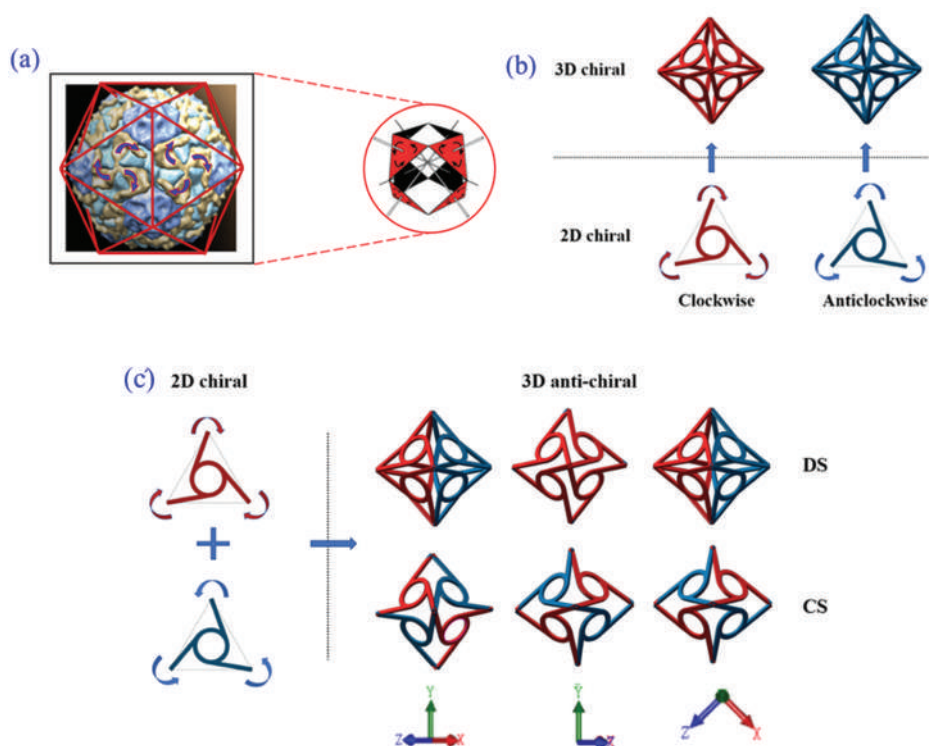 (a)
(b)
3D chiral
2D chiral
Clockwise
Anticlockwise
(c)
2D chiral
3D anti-chiral
DS
+
CS
Y
Z
X
Y
Z
X